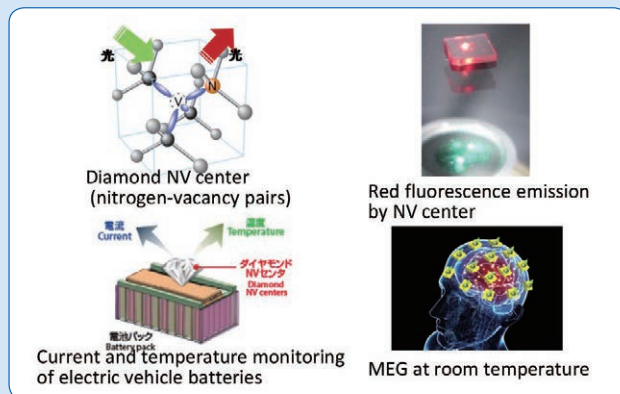 光
光
V
N
Diamond NV center
(nitrogen-vacancy pairs)
Red fluorescence emission
by NV center
電流
Current
温度
Temperature
ダイヤモンド
NVセンタ
Diamond
NV centers
電池パック
Battery pack
Current and temperature monitoring
of electric vehicle batteries
MEG at room temperature